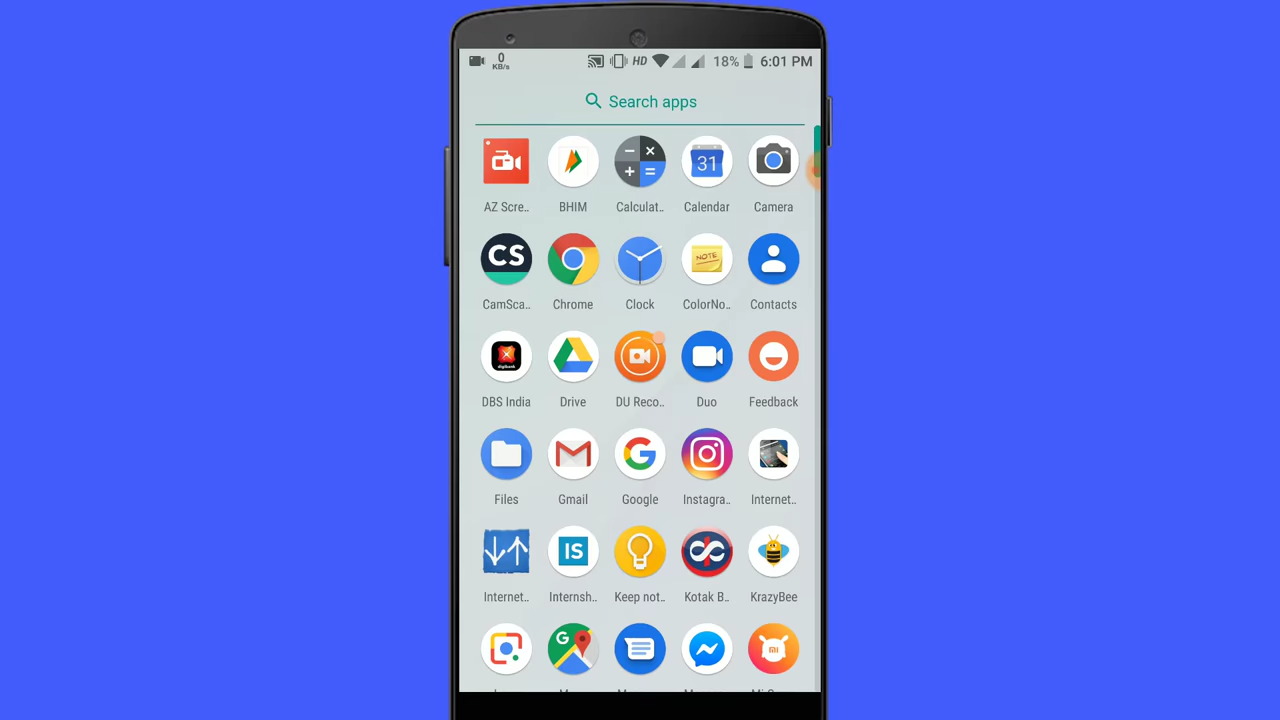 0
KB/s
HD
18%
6:01 PM
Search apps
31
AZ Scre..
BHIM
Calculat..
Calendar
Camera
CS
NOTE
CamSca..
Chrome
Clock
ColorNo..
Contacts
digibank
DBS India
Drive
DU Reco..
Duo
Feedback
G
Files
Gmail
Google
Instagra..
Internet..
IS
Internet..
Internsh..
Keep not..
Kotak B..
KrazyBee
G
mi